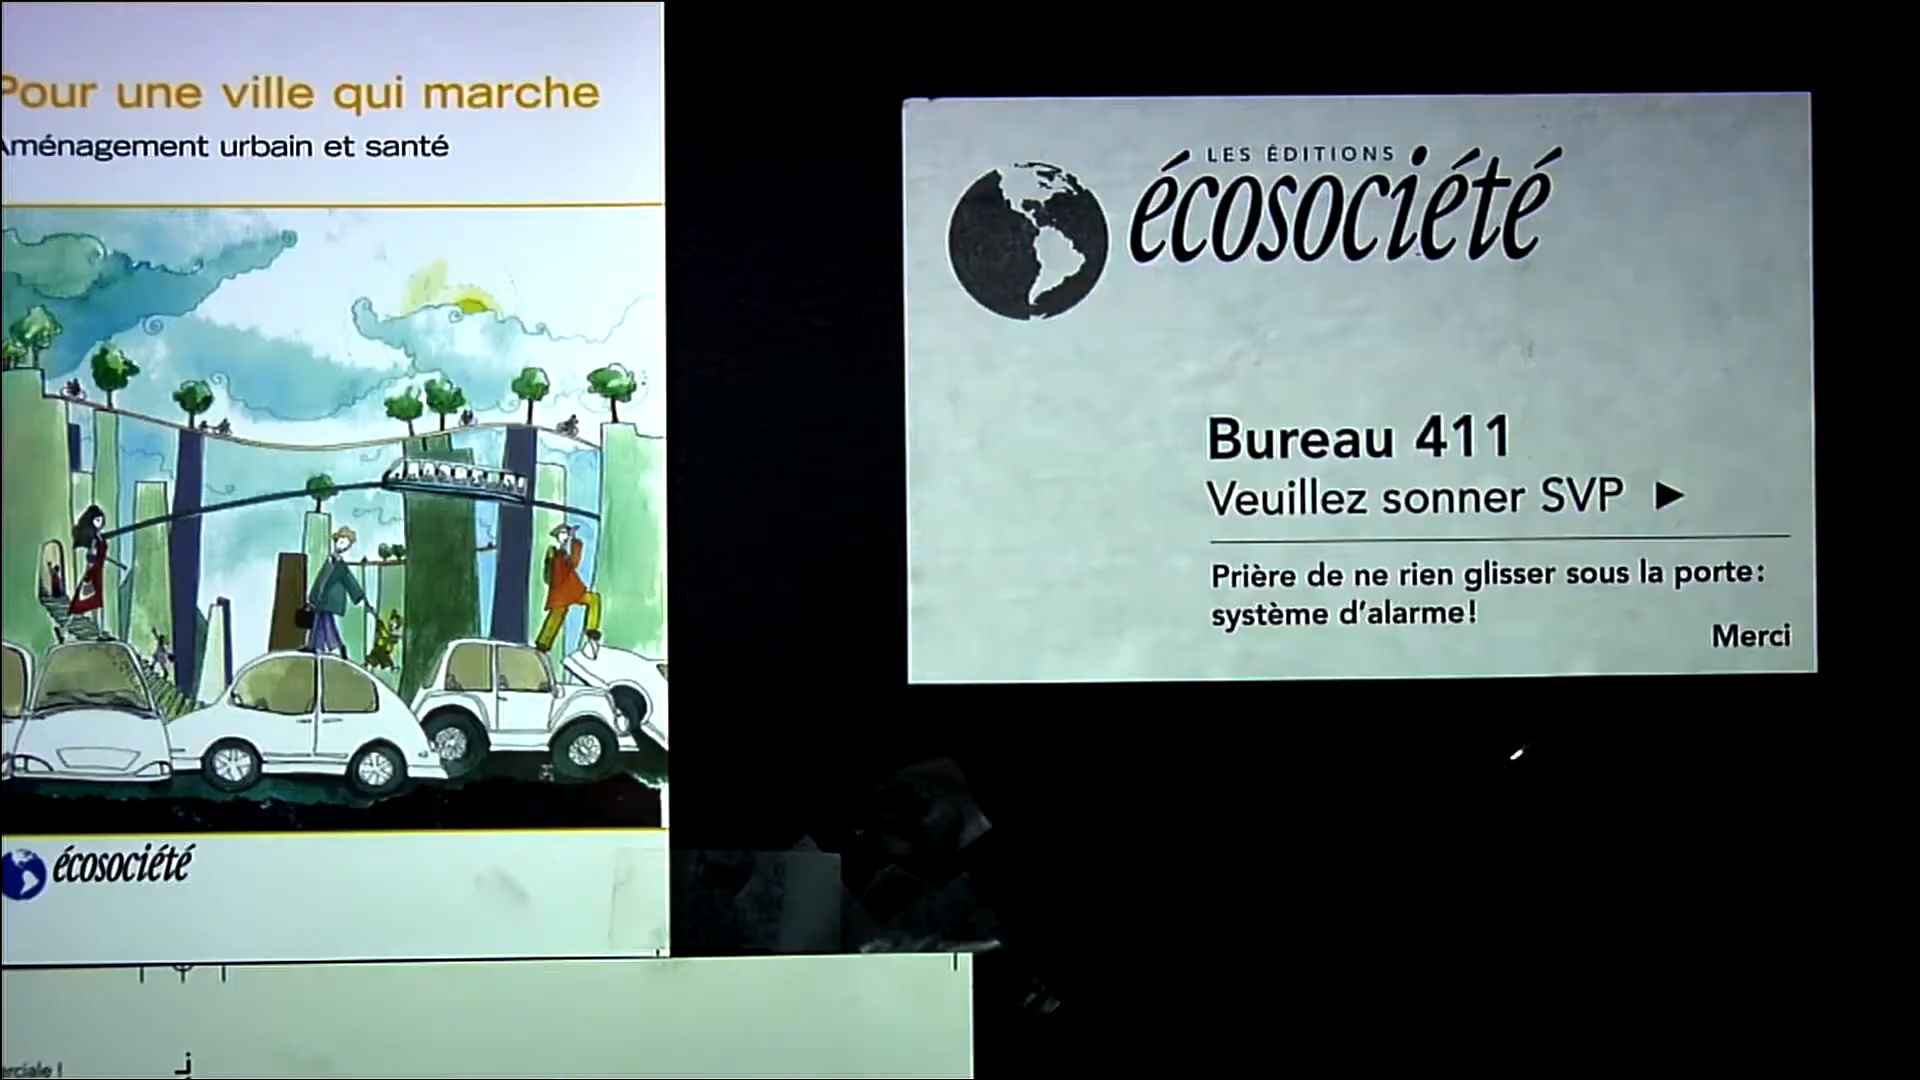 Pour une ville qui marche
Aménagement urbain et santé
écosociété
LES ÉDITIONS
écosociété
Bureau 411
Veuillez sonner SVP ►
Prière de ne rien glisser sous la porte:
système d'alarme!
Merci